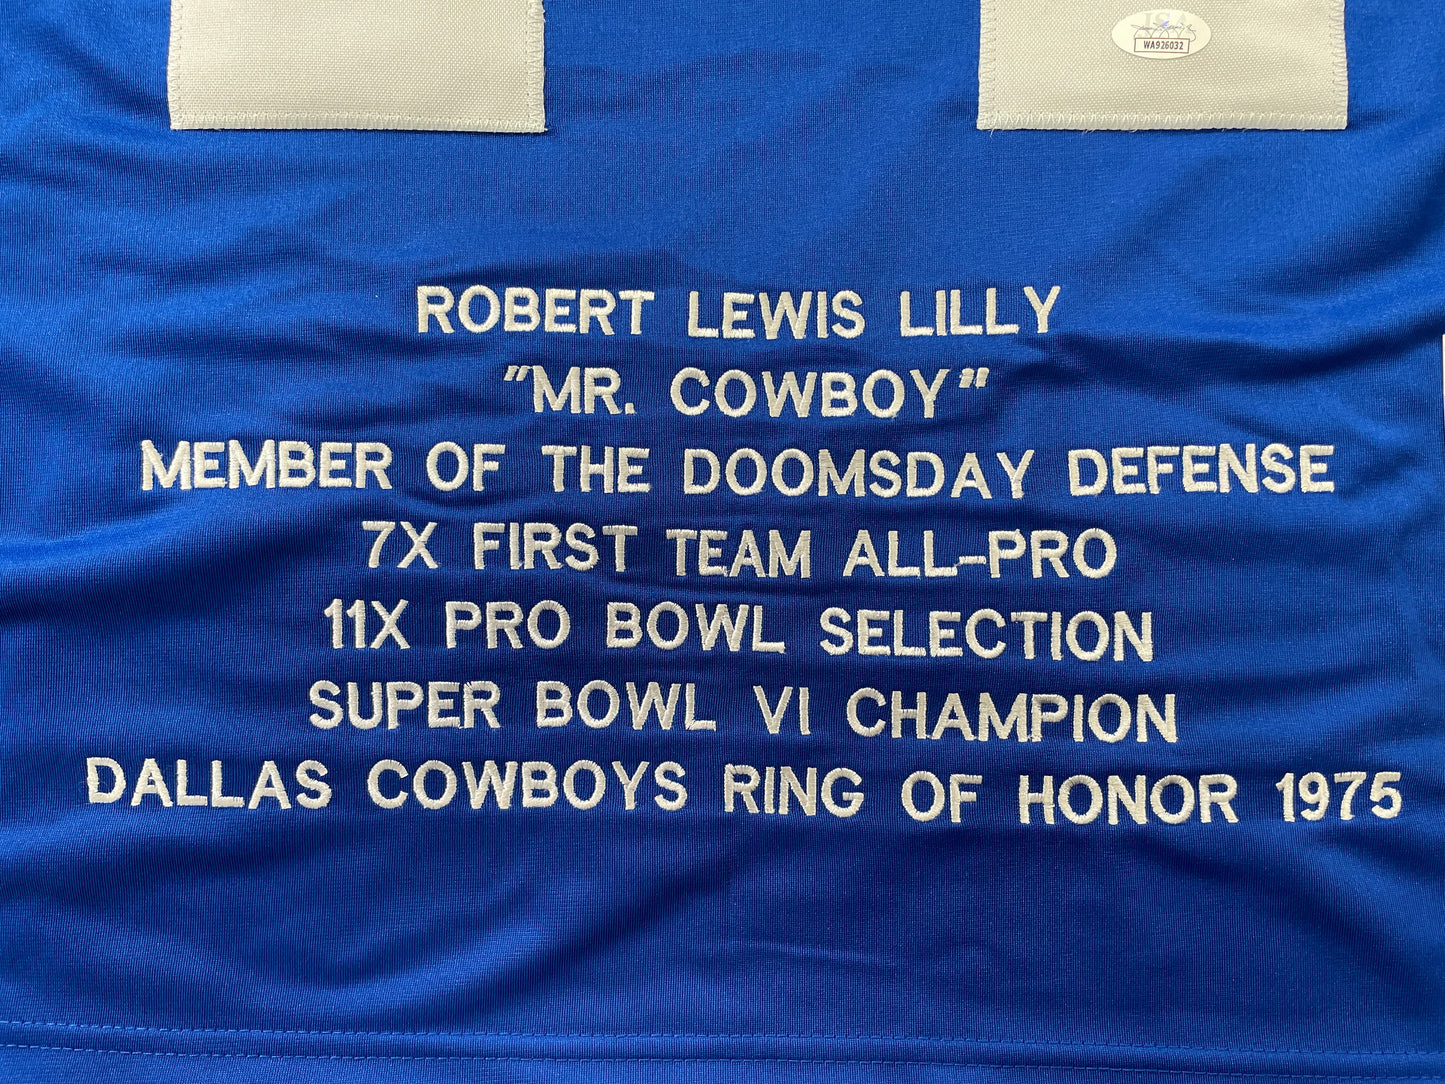 JSA
WA926032
ROBERT LEWIS LILLY
"MR. COWBOY"
MEMBER OF THE DOOMSDAY DEFENSE
7X FIRST TEAM ALL-PRO
11X PRO BOWL SELECTION
SUPER BOWL VI CHAMPION
DALLAS COWBOYS RING OF HONOR 1975